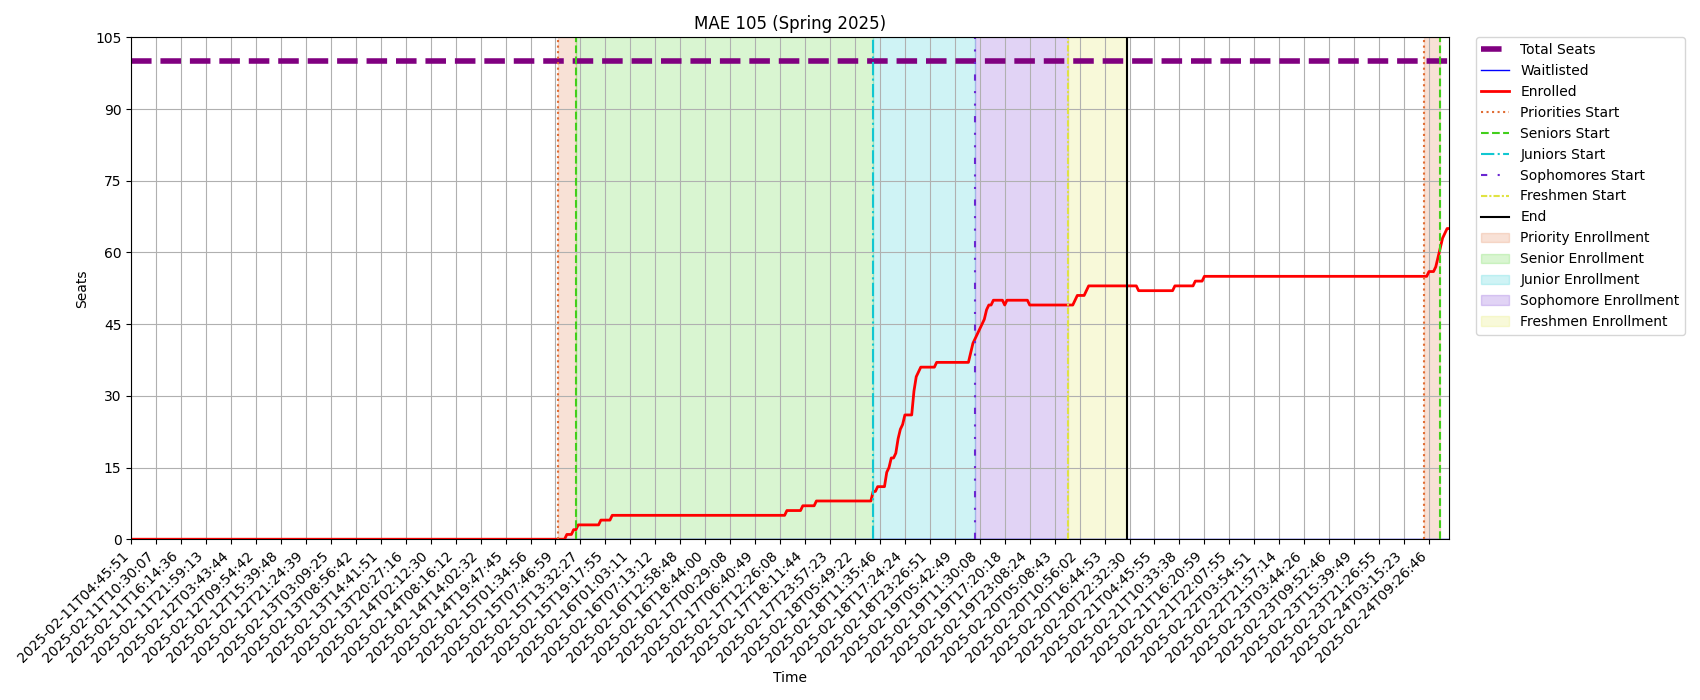 MAE 105 (Spring 2025)
105
90
75
60
45
30
15
0
Seats
Total Seats
Waitlisted
Enrolled
Priorities Start
Seniors Start
Juniors Start
Sophomores Start
Freshmen Start
End
Priority Enrollment
Senior Enrollment
Junior Enrollment
Sophomore Enrollment
Freshmen Enrollment
2025-02-11T04:45:51
2025-02-11T10:30:07
2025-02-11T16:14:36
2025-02-11T21:59:13
2025-02-12T03:43:44
2025-02-12T09:54:42
2025-02-12T15:39:48
2025-02-12T21:24:39
2025-02-13T03:09:25
2025-02-13T08:56:42
2025-02-13T14:41:51
2025-02-13T20:27:16
2025-02-14T02:12:30
2025-02-14T08:16:12
2025-02-14T14:02:32
2025-02-14T19:47:45
2025-02-15T01:34:56
2025-02-15T07:46:59
2025-02-15T13:32:27
2025-02-15T19:17:55
2025-02-16T01:03:11
2025-02-16T07:13:12
2025-02-16T12:58:48
2025-02-16T18:44:00
2025-02-17T00:29:08
2025-02-17T06:40:49
2025-02-17T12:26:08
2025-02-17T18:11:44
2025-02-17T23:57:23
2025-02-18T05:49:22
2025-02-18T11:35:46
2025-02-18T17:24:24
2025-02-18T23:26:51
2025-02-19T05:42:49
2025-02-19T11:30:08
2025-02-19T17:20:18
2025-02-19T23:08:24
2025-02-20T05:08:43
2025-02-20T10:56:02
2025-02-20T16:44:53
2025-02-20T22:32:30
2025-02-21T04:45:55
2025-02-21T10:33:38
2025-02-21T16:20:59
2025-02-21T22:07:55
2025-02-22T03:54:51
2025-02-22T21:57:14
2025-02-23T03:44:26
2025-02-23T09:52:46
2025-02-23T15:39:49
2025-02-23T21:26:55
2025-02-24T03:15:23
2025-02-24T09:26:46
Time